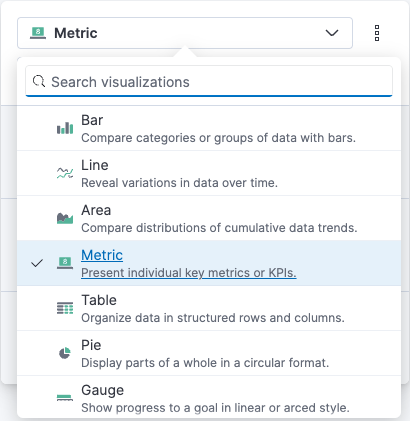 Metric
Search visualizations
Bar
Compare categories or groups of data with bars.
Line
Reveal variations in data over time.
Area
Compare distributions of cumulative data trends.
Metric
Present individual key metrics or KPIs.
Table
Organize data in structured rows and columns.
Pie
Display parts of a whole in a circular format.
Gauge
Show progress to a goal in linear or arced style.